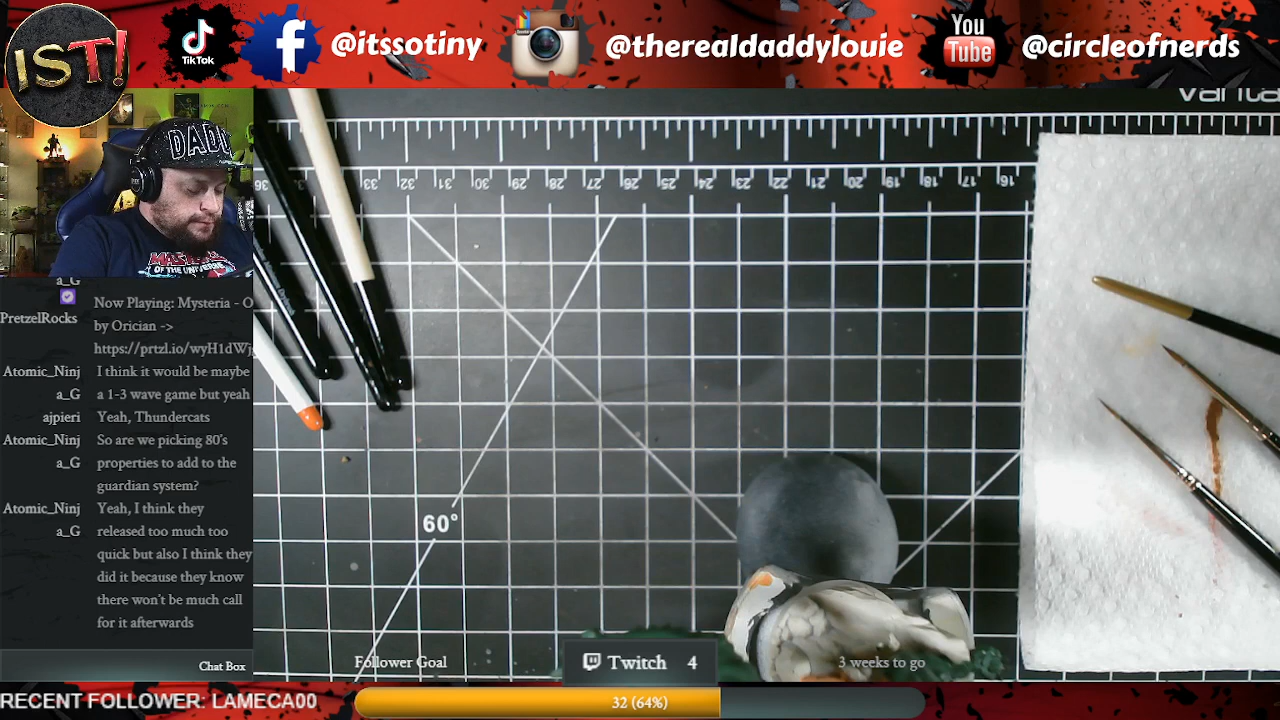 IST!
TikTok
@itssotiny
@therealdaddylouie
You
Tube
@circleofnerds
DADD
MASTERS
OF THE UNIVERSE
36 33 32 31 30 29 28 27 26 25 24 23 22 21 20 19 18 17 16
60°
a_G
PretzelRocks
Now Playing: Mysteria - O
by Orician ->
https://prtzl.io/wyH1dWj
Atomic_Ninj I think it would be maybe
a_G a 1-3 wave game but yeah
ajpieri Yeah, Thundercats
Atomic_Ninj So are we picking 80's
a_G properties to add to the
guardian system?
Atomic_Ninj Yeah, I think they
a_G released too much too
quick but also I think they
did it because they know
there won't be much call
for it afterwards
Chat Box
Follower Goal
Twitch 4
3 weeks to go
RECENT FOLLOWER: LAMECA00
32 (64%)